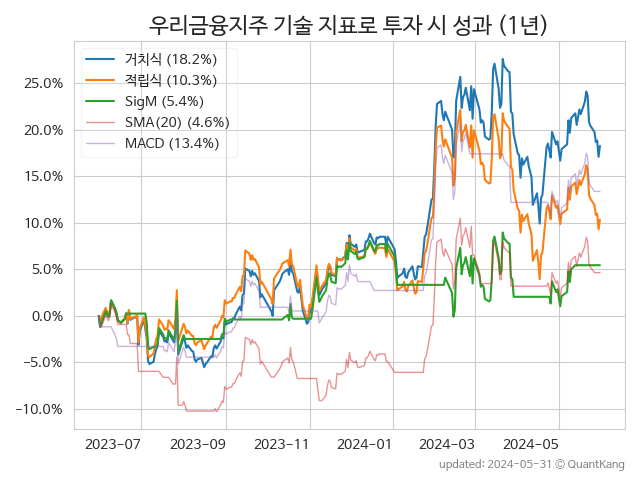 우리금융지주 기술 지표로 투자 시 성과 (1년)
거치식 (18.2%)
적립식 (10.3%)
SigM (5.4%)
SMA(20) (4.6%)
MACD (13.4%)
25.0%
20.0%
15.0%
10.0%
5.0%
0.0%
−5.0%
−10.0%
2023-07 2023-09 2023-11 2024-01 2024-03 2024-05
updated: 2024-05-31 © QuantKang